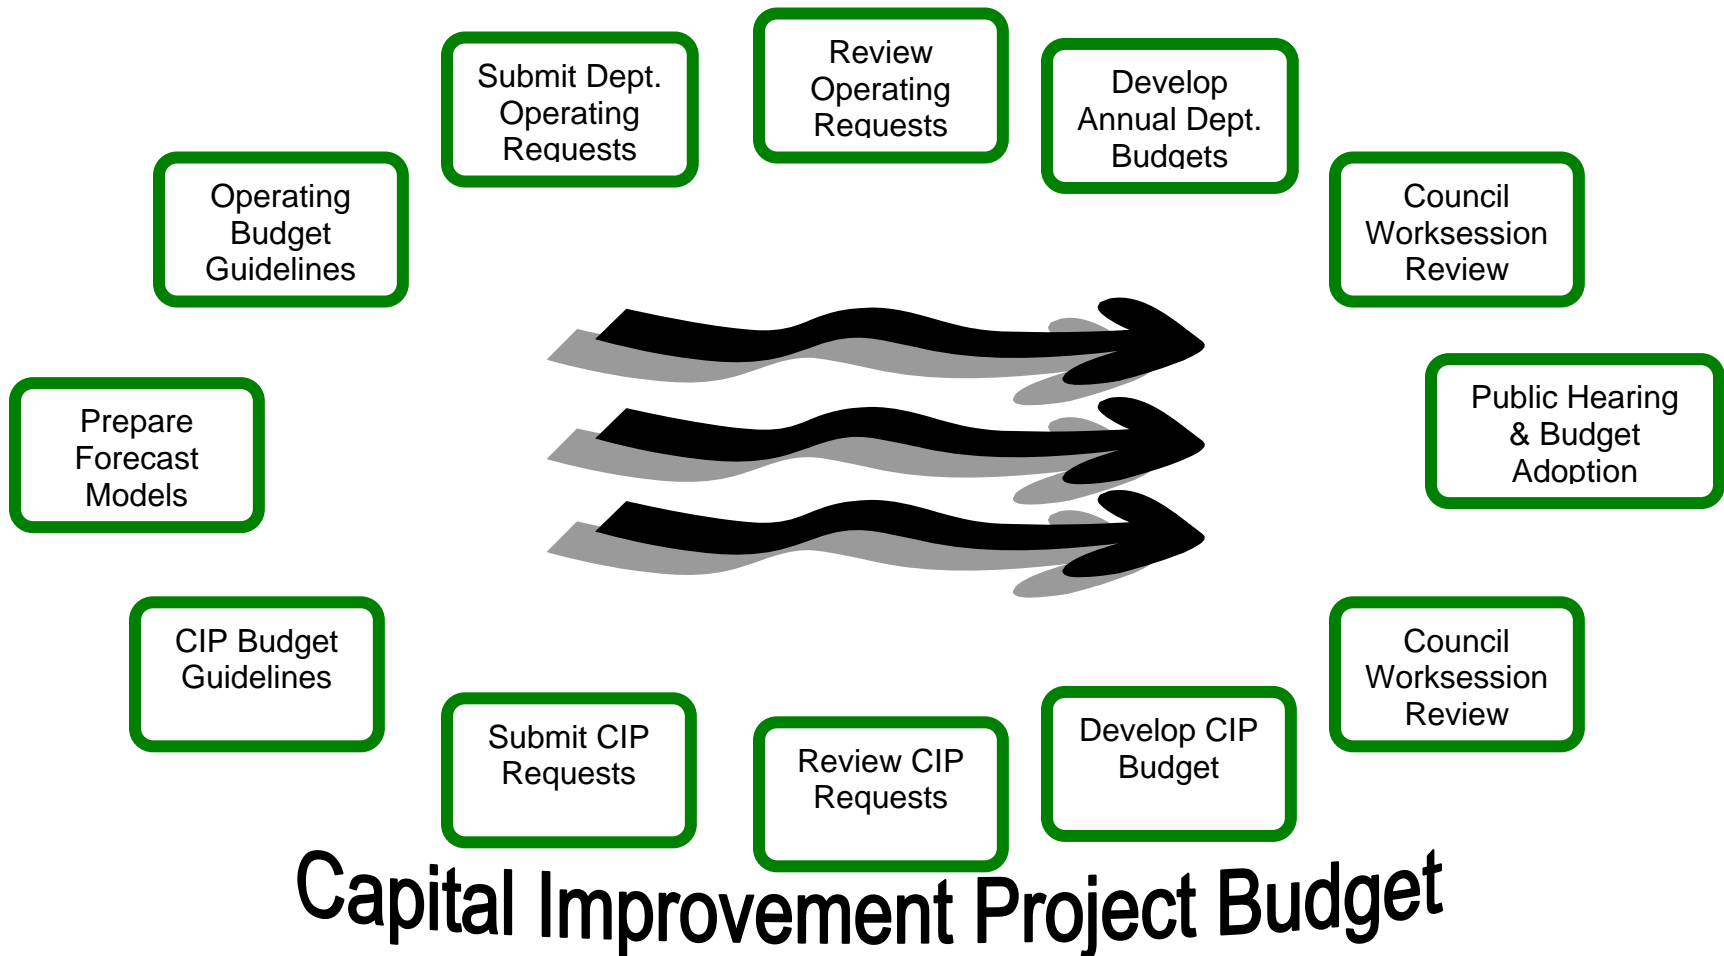 Review
Operating
Requests
Submit Dept.
Operating
Requests
Develop
Annual Dept.
Budgets
Operating
Budget
Guidelines
Council
Worksession
Review
Prepare
Forecast
Models
Public Hearing
& Budget
Adoption
CIP Budget
Guidelines
Council
Worksession
Review
Submit CIP
Requests
Review CIP
Requests
Develop CIP
Budget
Capital Improvement Project Budget